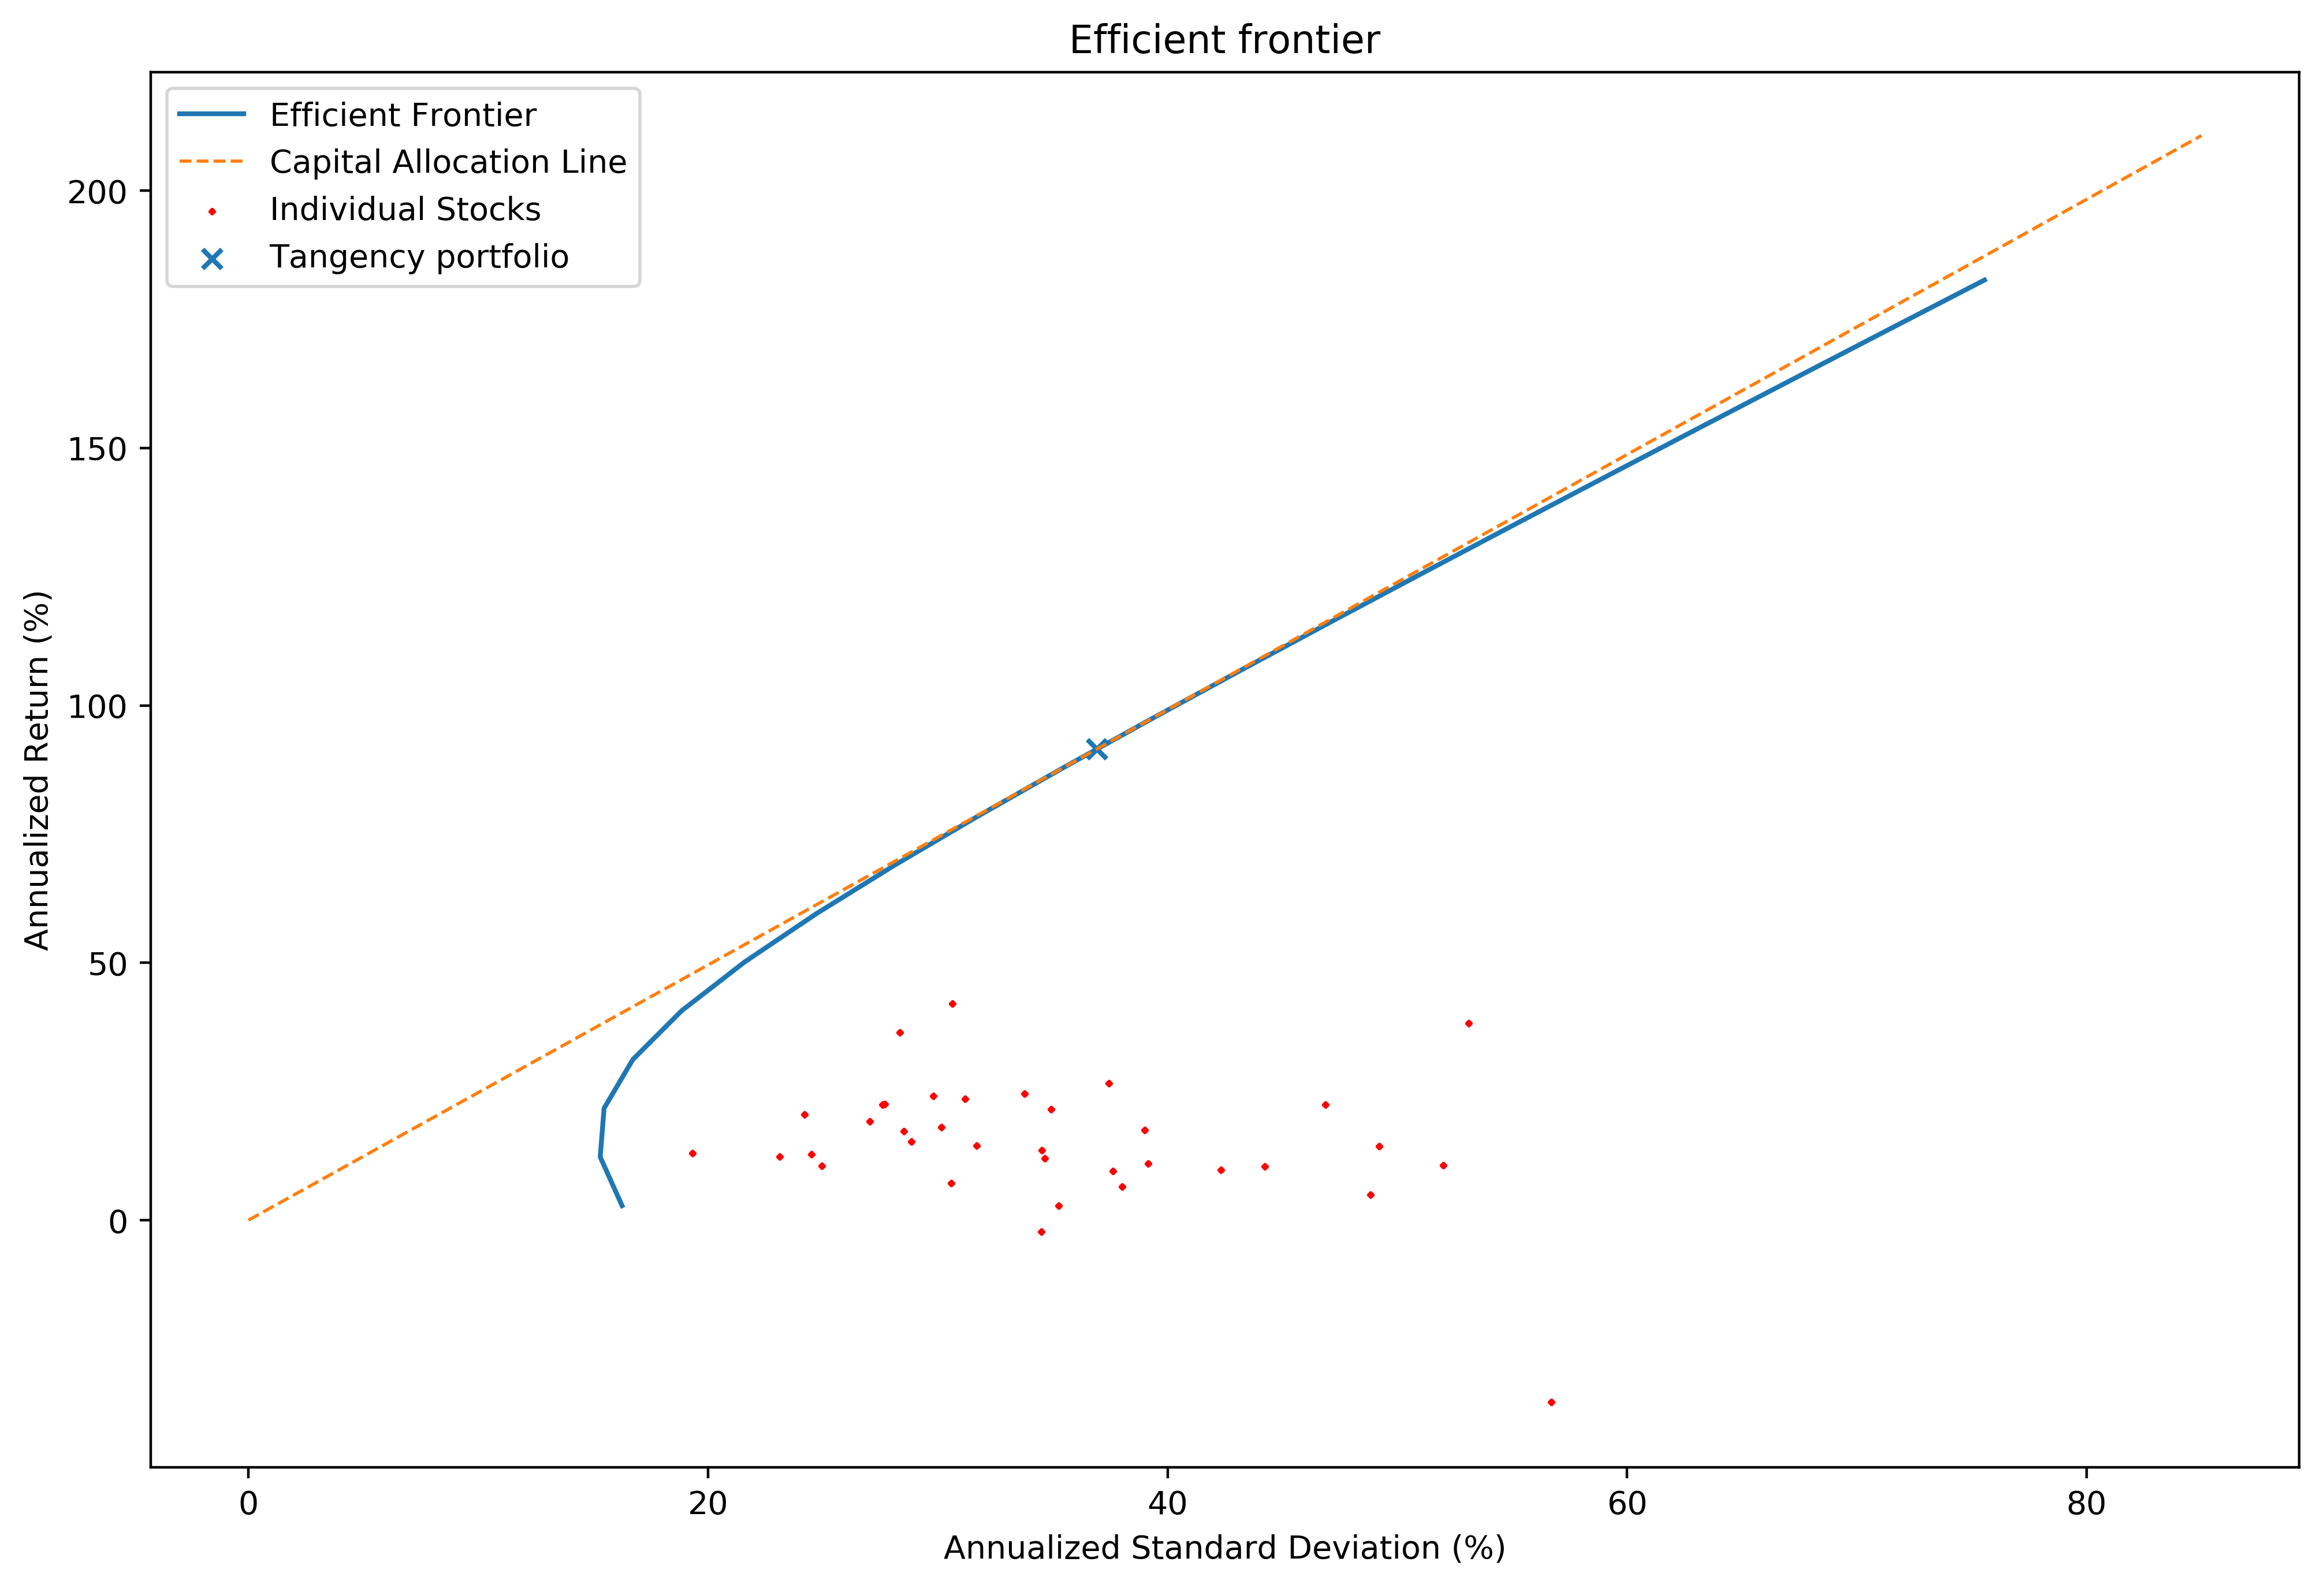 Efficient frontier
Efficient Frontier
Capital Allocation Line
Individual Stocks
Tangency portfolio
200
150
100
50
0
Annualized Return (%)
0 20 40 60 80
Annualized Standard Deviation (%)